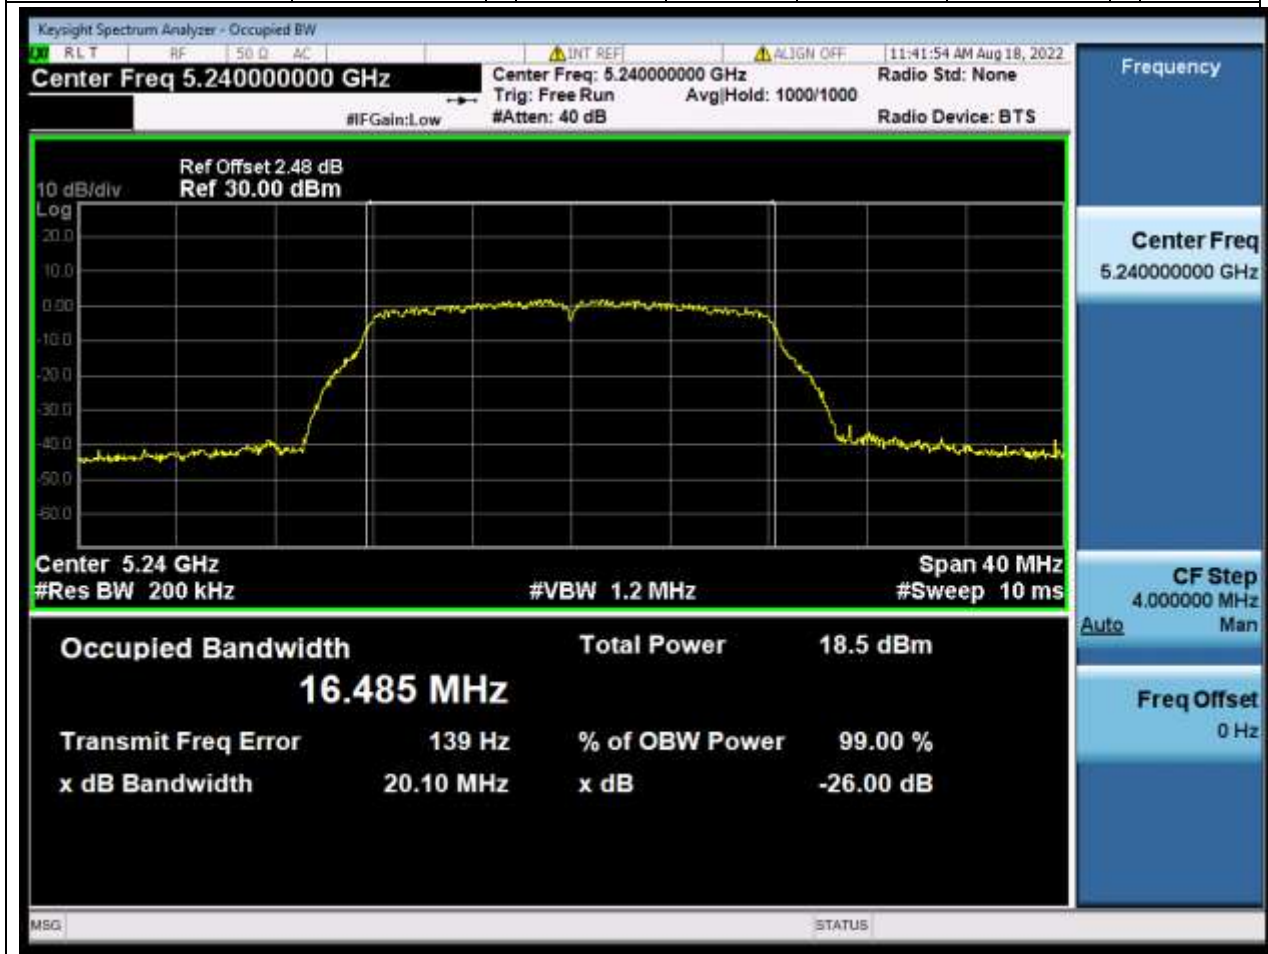 Keysight Spectrum Analyzer - Occupied BW
RLT RF 50 Ω AC INT REF ALIGN OFF 11:41:54 AM Aug 18, 2022
Center Freq 5.240000000 GHz
Center Freq: 5.240000000 GHz
Radio Std: None
Trig: Free Run Avg|Hold: 1000/1000
#IFGain:Low
#Atten: 40 dB
Radio Device: BTS
Frequency
Ref Offset 2.48 dB
10 dB/div Ref 30.00 dBm
Log
20.0
10.0
0.00
-10.0
-20.0
-30.0
-40.0
-50.0
-60.0
Center 5.24 GHz Span 40 MHz
#Res BW 200 kHz #VBW 1.2 MHz #Sweep 10 ms
Occupied Bandwidth Total Power 18.5 dBm
16.485 MHz
Transmit Freq Error 139 Hz % of OBW Power 99.00 %
x dB Bandwidth 20.10 MHz x dB -26.00 dB
Center Freq
5.240000000 GHz
CF Step
4.000000 MHz
Auto Man
Freq Offset
0 Hz
MSG STATUS